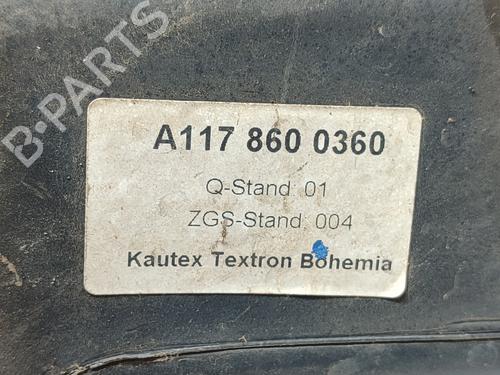 B-PARTS
A117 860 0360
Q-Stand: 01
ZGS-Stand: 004
Kautex Textron Bohemia